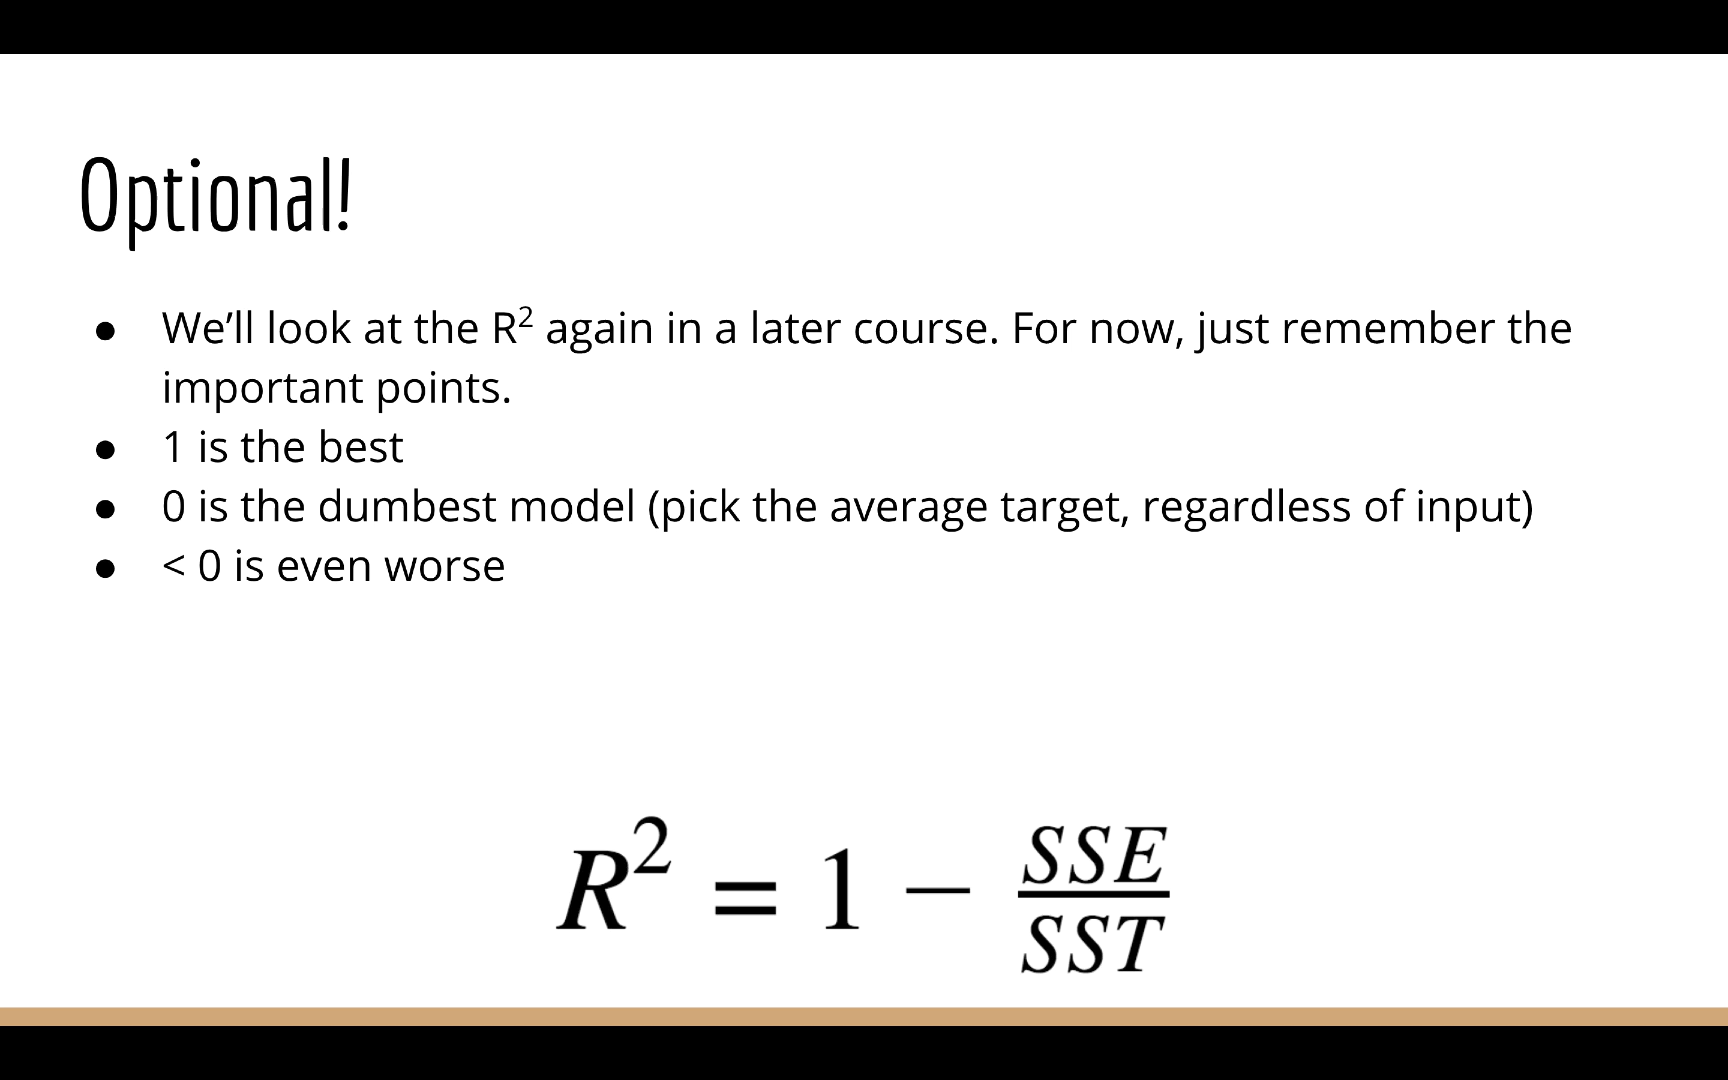 Optional!
● We’ll look at the R² again in a later course. For now, just remember the
important points.
● 1 is the best
● 0 is the dumbest model (pick the average target, regardless of input)
● < 0 is even worse
R² = 1 − SSE/SST